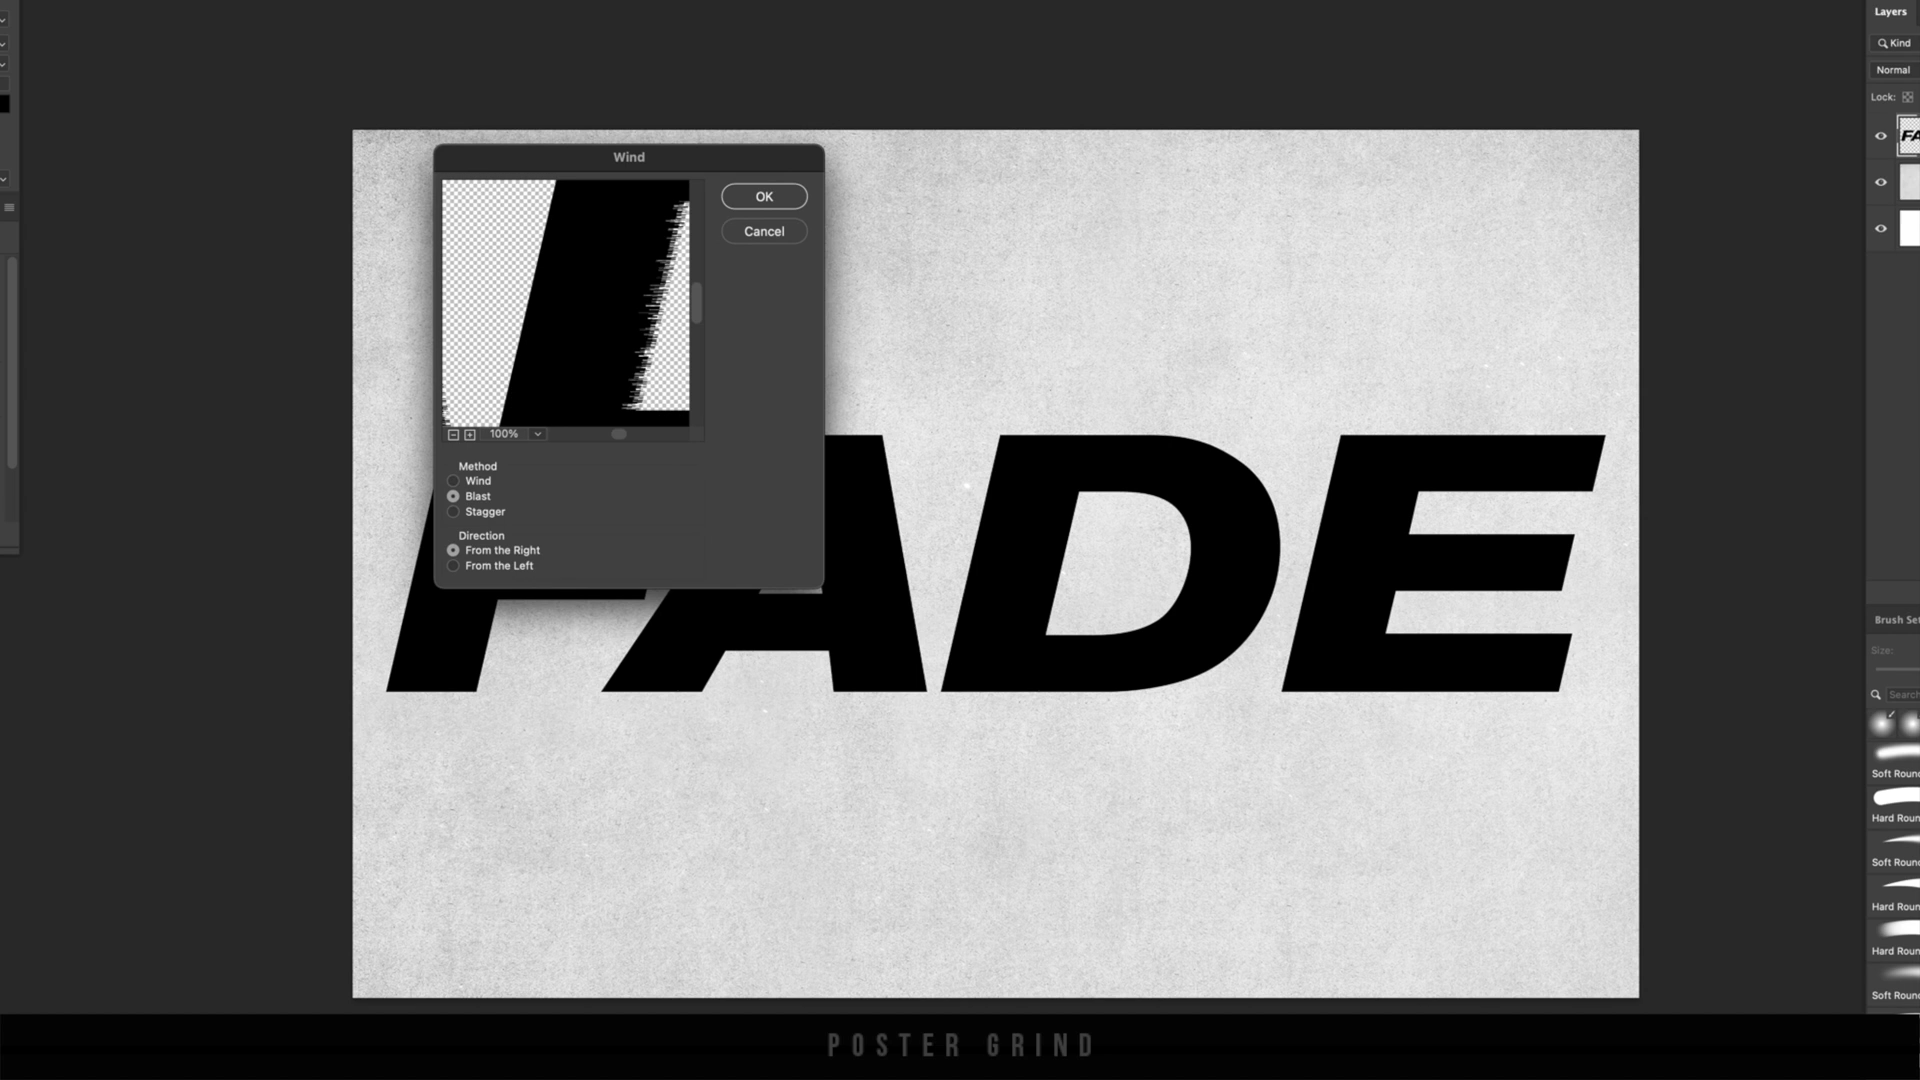 Layers
Kind
Normal
Lock:
Wind
OK
Cancel
100%
Method
Wind
Blast
Stagger
Direction
From the Right
From the Left
FADE
FA
Brush Se
Size:
Search
Soft Roun
Hard Roun
Soft Roun
Hard Roun
Hard Roun
Soft Roun
POSTER GRIND